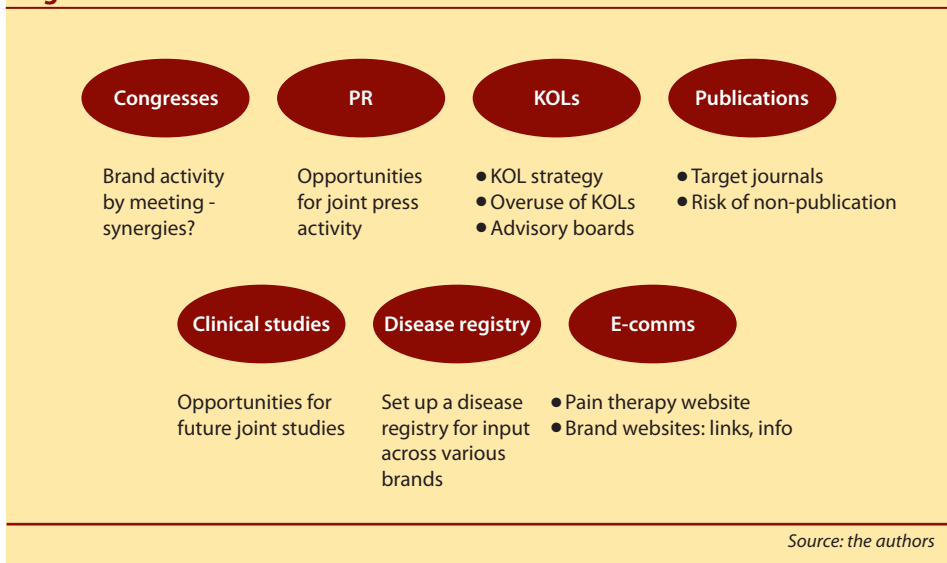 Congresses
PR
KOLs
Publications
Brand activity
by meeting -
synergies?
Opportunities
for joint press
activity
● KOL strategy
● Overuse of KOLs
● Advisory boards
● Target journals
● Risk of non-publication
Clinical studies
Disease registry
E-comms
Opportunities for
future joint studies
Set up a disease
registry for input
across various
brands
● Pain therapy website
● Brand websites: links, info
Source: the authors